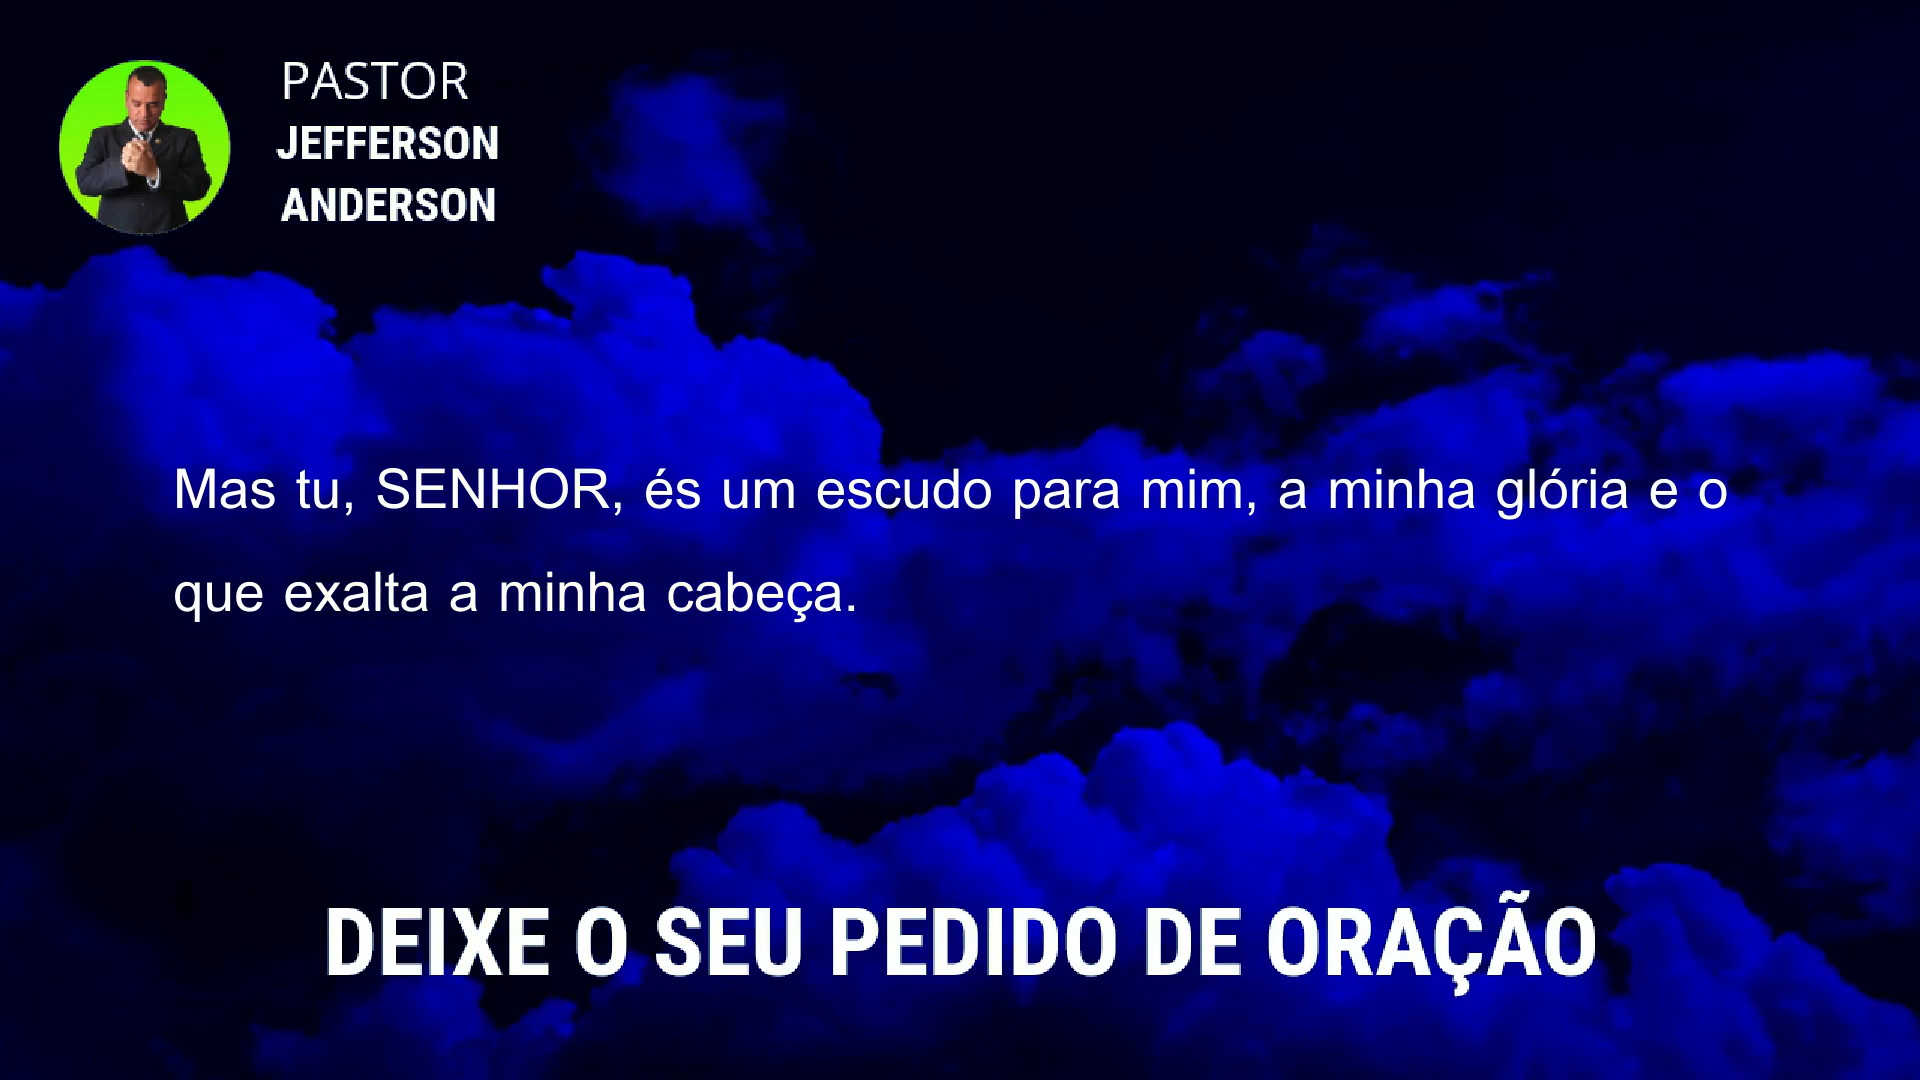 PASTOR
JEFFERSON
ANDERSON
Mas tu, SENHOR, és um escudo para mim, a minha glória e o
que exalta a minha cabeça.
DEIXE O SEU PEDIDO DE ORAÇÃO